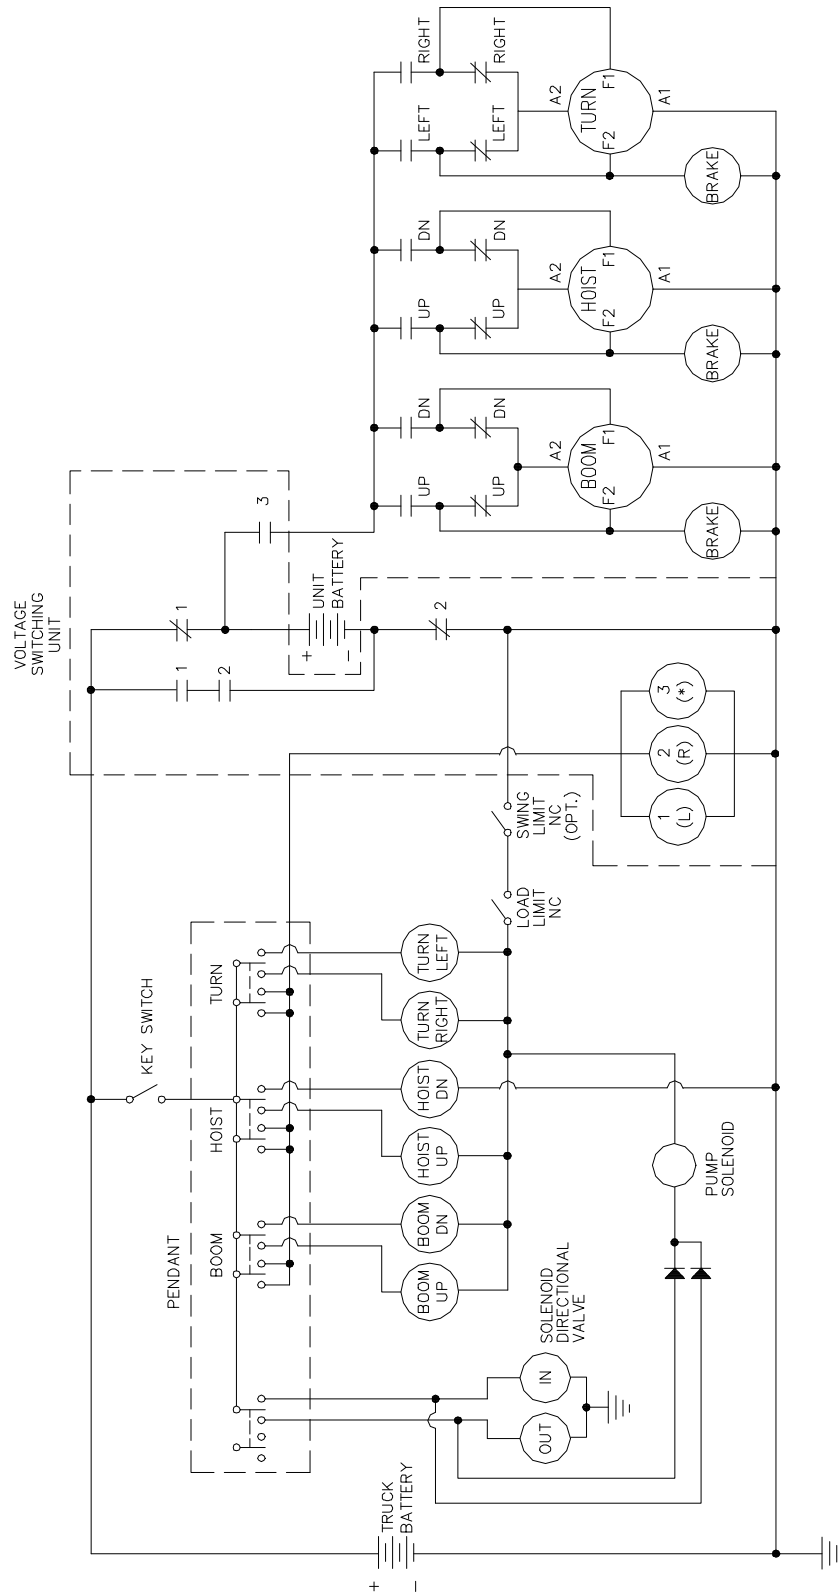 TRUCK
BATTERY
+
–
PENDANT
KEY SWITCH
BOOM
HOIST
TURN
VOLTAGE
SWITCHING
UNIT
OUT
IN
SOLENOID
DIRECTIONAL
VALVE
BOOM
UP
BOOM
DN
HOIST
UP
HOIST
DN
TURN
RIGHT
TURN
LEFT
PUMP
SOLENOID
LOAD
LIMIT
NC
SWING
LIMIT
NC
(OPT.)
1
2
1
2
3
+
–
UNIT
BATTERY
1
(L)
2
(R)
3
(*)
UP
DN
UP
DN
A2
BOOM
F2
F1
A1
BRAKE
UP
DN
UP
DN
A2
HOIST
F2
F1
A1
BRAKE
LEFT
RIGHT
LEFT
RIGHT
A2
TURN
F2
F1
A1
BRAKE